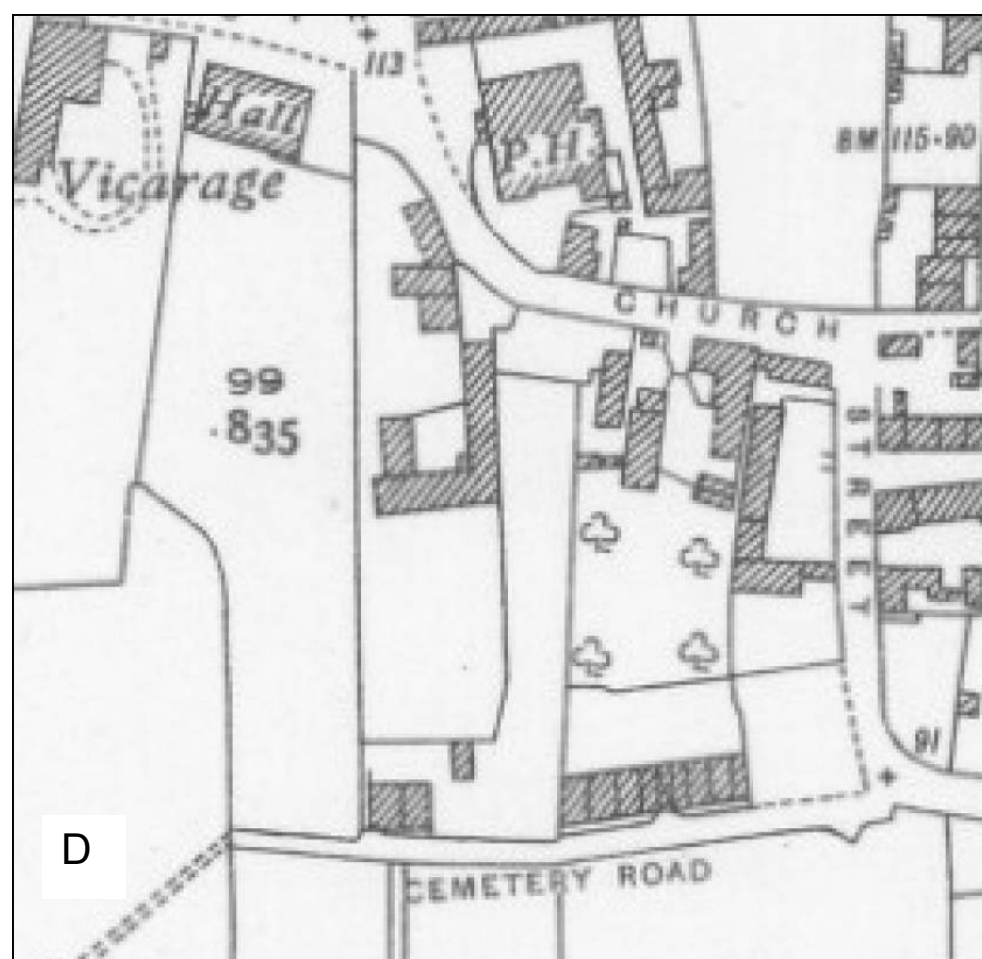 113
Hall
P.H.
BM 115·90
Vicarage
CHURCH
STREET
99
.835
91
D
CEMETERY ROAD